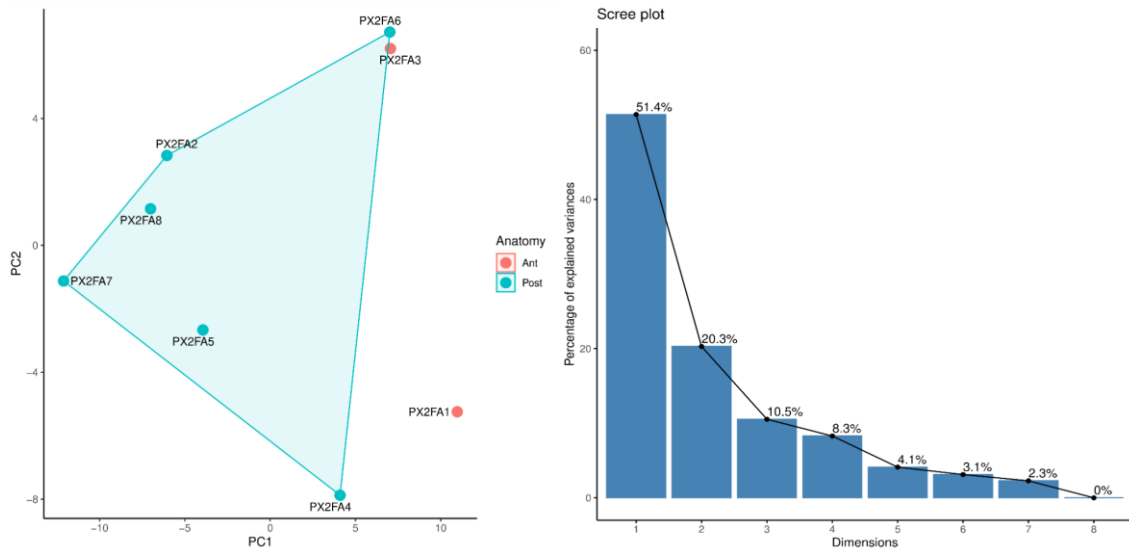 PX2FA6
PX2FA3
4
PX2FA2
PX2FA8
0
PC2
PX2FA7
PX2FA5
−4
PX2FA1
−8
PX2FA4
−10
−5
0
5
10
PC1
Anatomy
Ant
Post
Scree plot
60
51.4%
40
Percentage of explained variances
20.3%
20
10.5%
8.3%
4.1%
3.1%
2.3%
0%
0
1
2
3
4
5
6
7
8
Dimensions